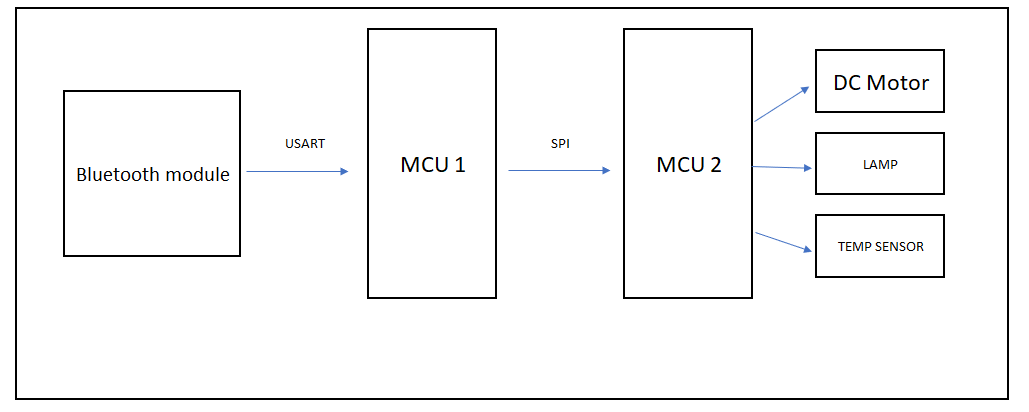 Bluetooth module
USART
MCU 1
SPI
MCU 2
DC Motor
LAMP
TEMP SENSOR